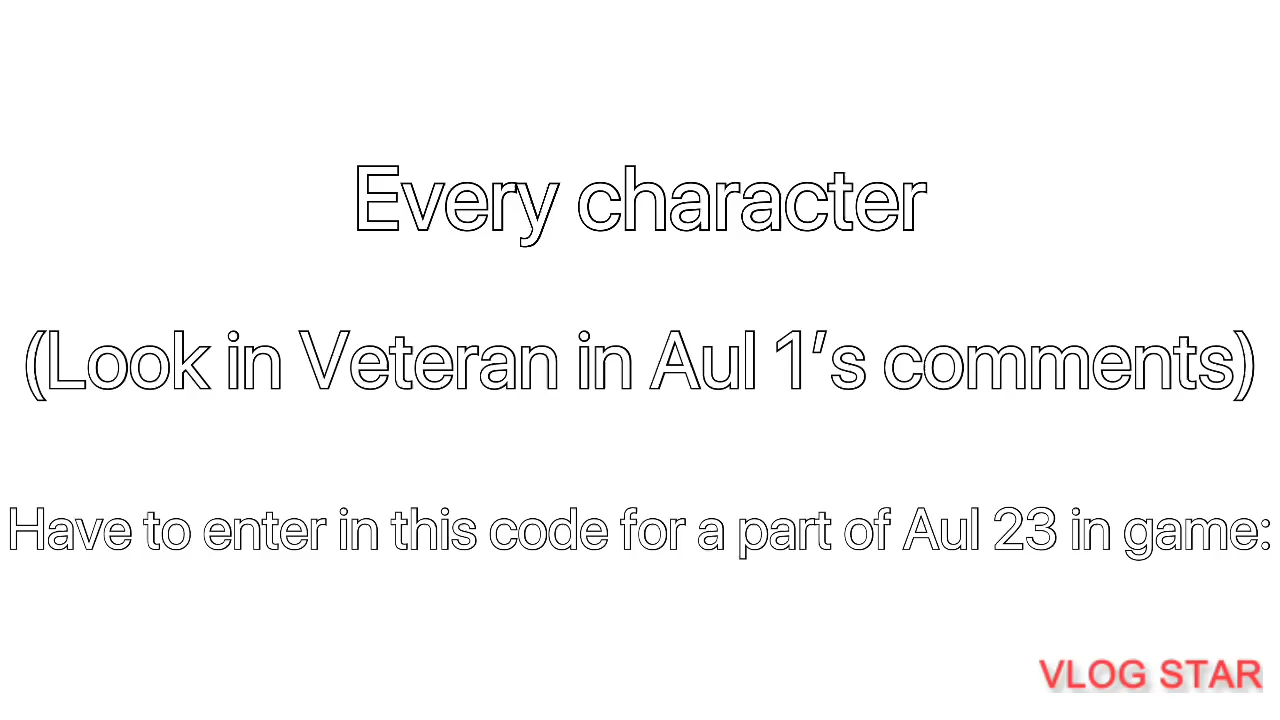 Every character
(Look in Veteran in Aul 1’s comments)
Have to enter in this code for a part of Aul 23 in game:
VLOG STAR